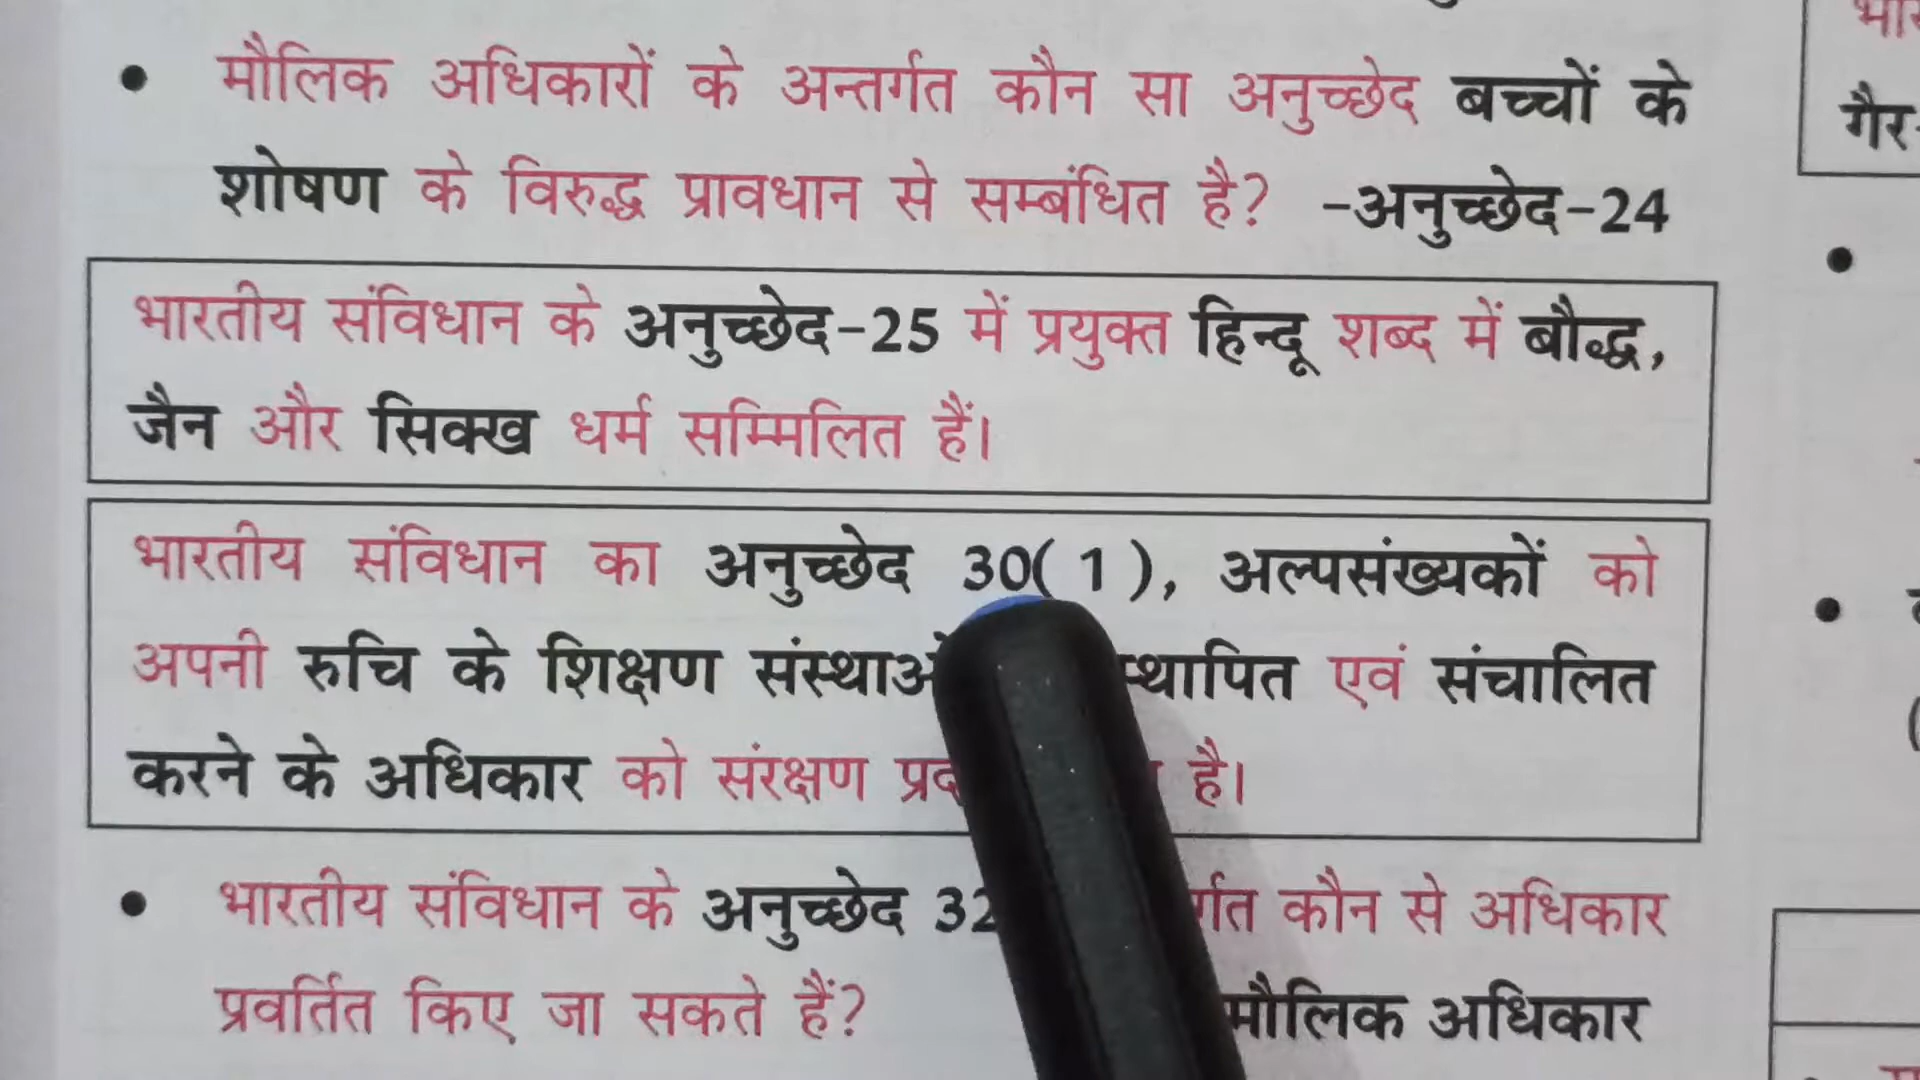 मौलिक अधिकारों के अन्तर्गत कौन सा अनुच्छेद बच्चों के
शोषण के विरुद्ध प्रावधान से सम्बंधित है? -अनुच्छेद-24
भारतीय संविधान के अनुच्छेद-25 में प्रयुक्त हिन्दू शब्द में बौद्ध,
जैन और सिक्ख धर्म सम्मिलित हैं।
भारतीय संविधान का अनुच्छेद 30(1), अल्पसंख्यकों को
अपनी रुचि के शिक्षण एवं संचालित
करने के अधिकार को संरक्षण है।
भारतीय संविधान के अनुच्छेद 32 कौन से अधिकार
प्रवर्तित किए जा सकते हैं? मौलिक अधिकार
गैर